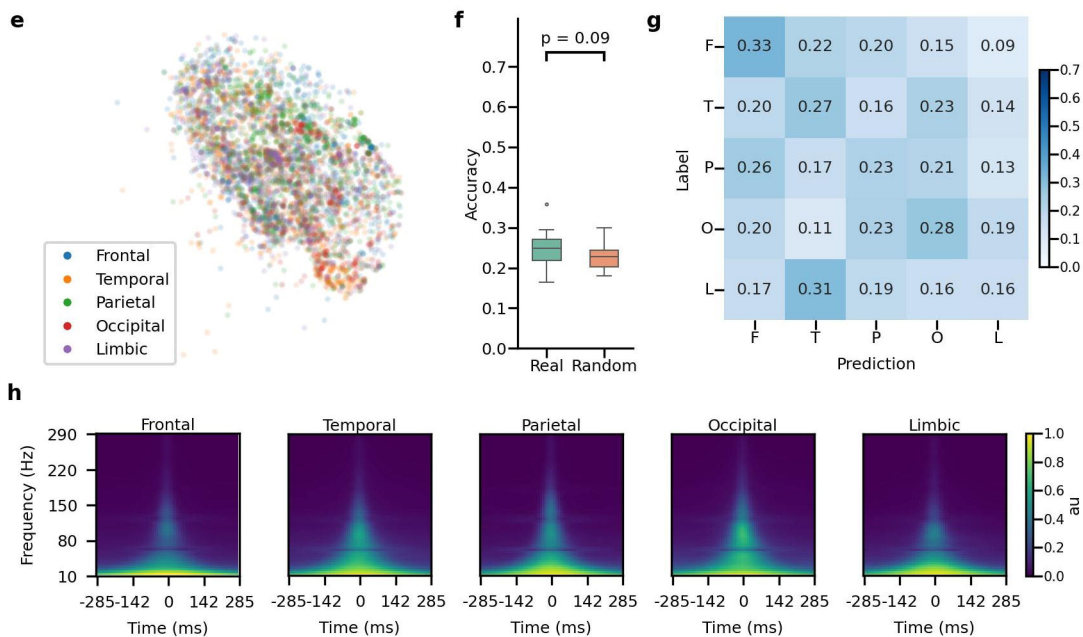 e
Frontal
Temporal
Parietal
Occipital
Limbic
f
p = 0.09
Accuracy
0.7
0.6
0.5
0.4
0.3
0.2
0.1
0.0
Real Random
g
Label
F 0.33 0.22 0.20 0.15 0.09
T 0.20 0.27 0.16 0.23 0.14
P 0.26 0.17 0.23 0.21 0.13
O 0.20 0.11 0.23 0.28 0.19
L 0.17 0.31 0.19 0.16 0.16
F T P O L
Prediction
0.7
0.6
0.5
0.4
0.3
0.2
0.1
0.0
h
Frontal Temporal Parietal Occipital Limbic
Frequency (Hz)
290
220
150
80
10
-285 -142 0 142 285 -285 -142 0 142 285 -285 -142 0 142 285 -285 -142 0 142 285 -285 -142 0 142 285
Time (ms) Time (ms) Time (ms) Time (ms) Time (ms)
1.0
0.8
0.6
0.4
0.2
0.0
au